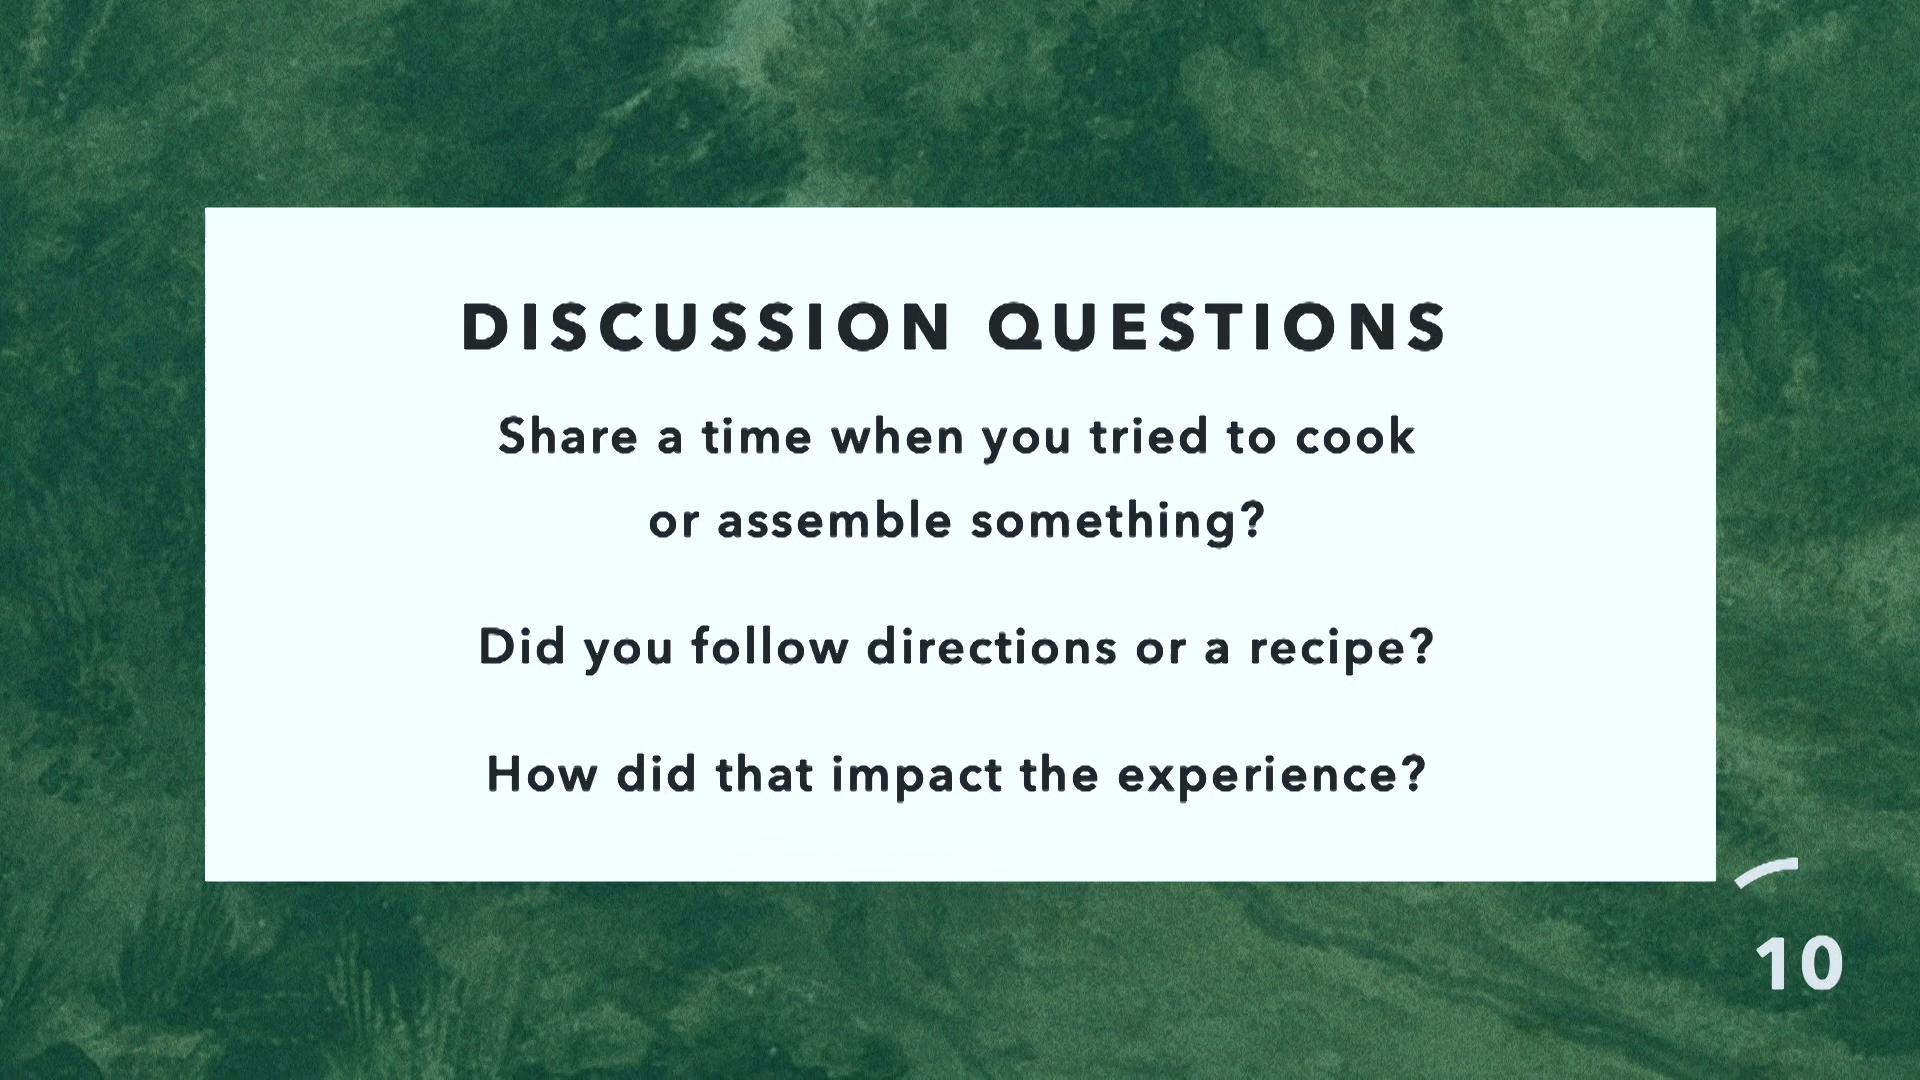 DISCUSSION QUESTIONS
Share a time when you tried to cook
or assemble something?
Did you follow directions or a recipe?
How did that impact the experience?
10